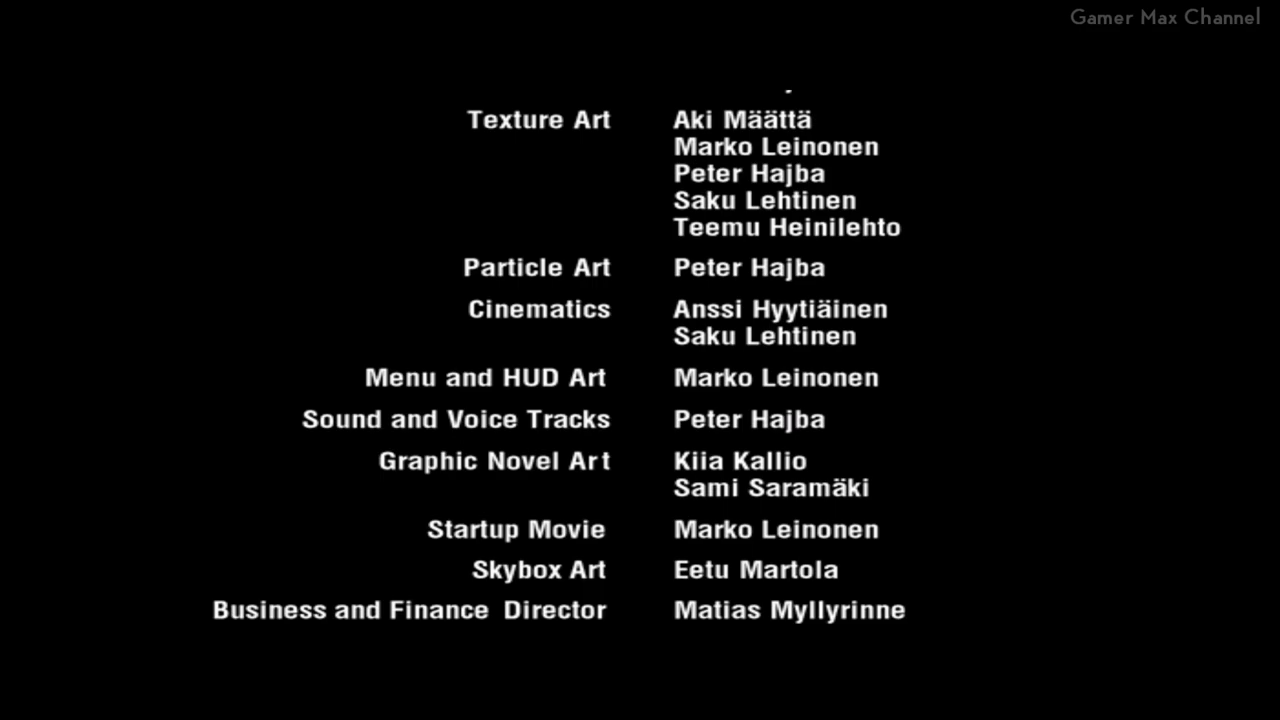 Gamer Max Channel
Texture Art Aki Määttä
Marko Leinonen
Peter Hajba
Saku Lehtinen
Teemu Heinilehto
Particle Art Peter Hajba
Cinematics Anssi Hyytiäinen
Saku Lehtinen
Menu and HUD Art Marko Leinonen
Sound and Voice Tracks Peter Hajba
Graphic Novel Art Kiia Kallio
Sami Saramäki
Startup Movie Marko Leinonen
Skybox Art Eetu Martola
Business and Finance Director Matias Myllyrinne